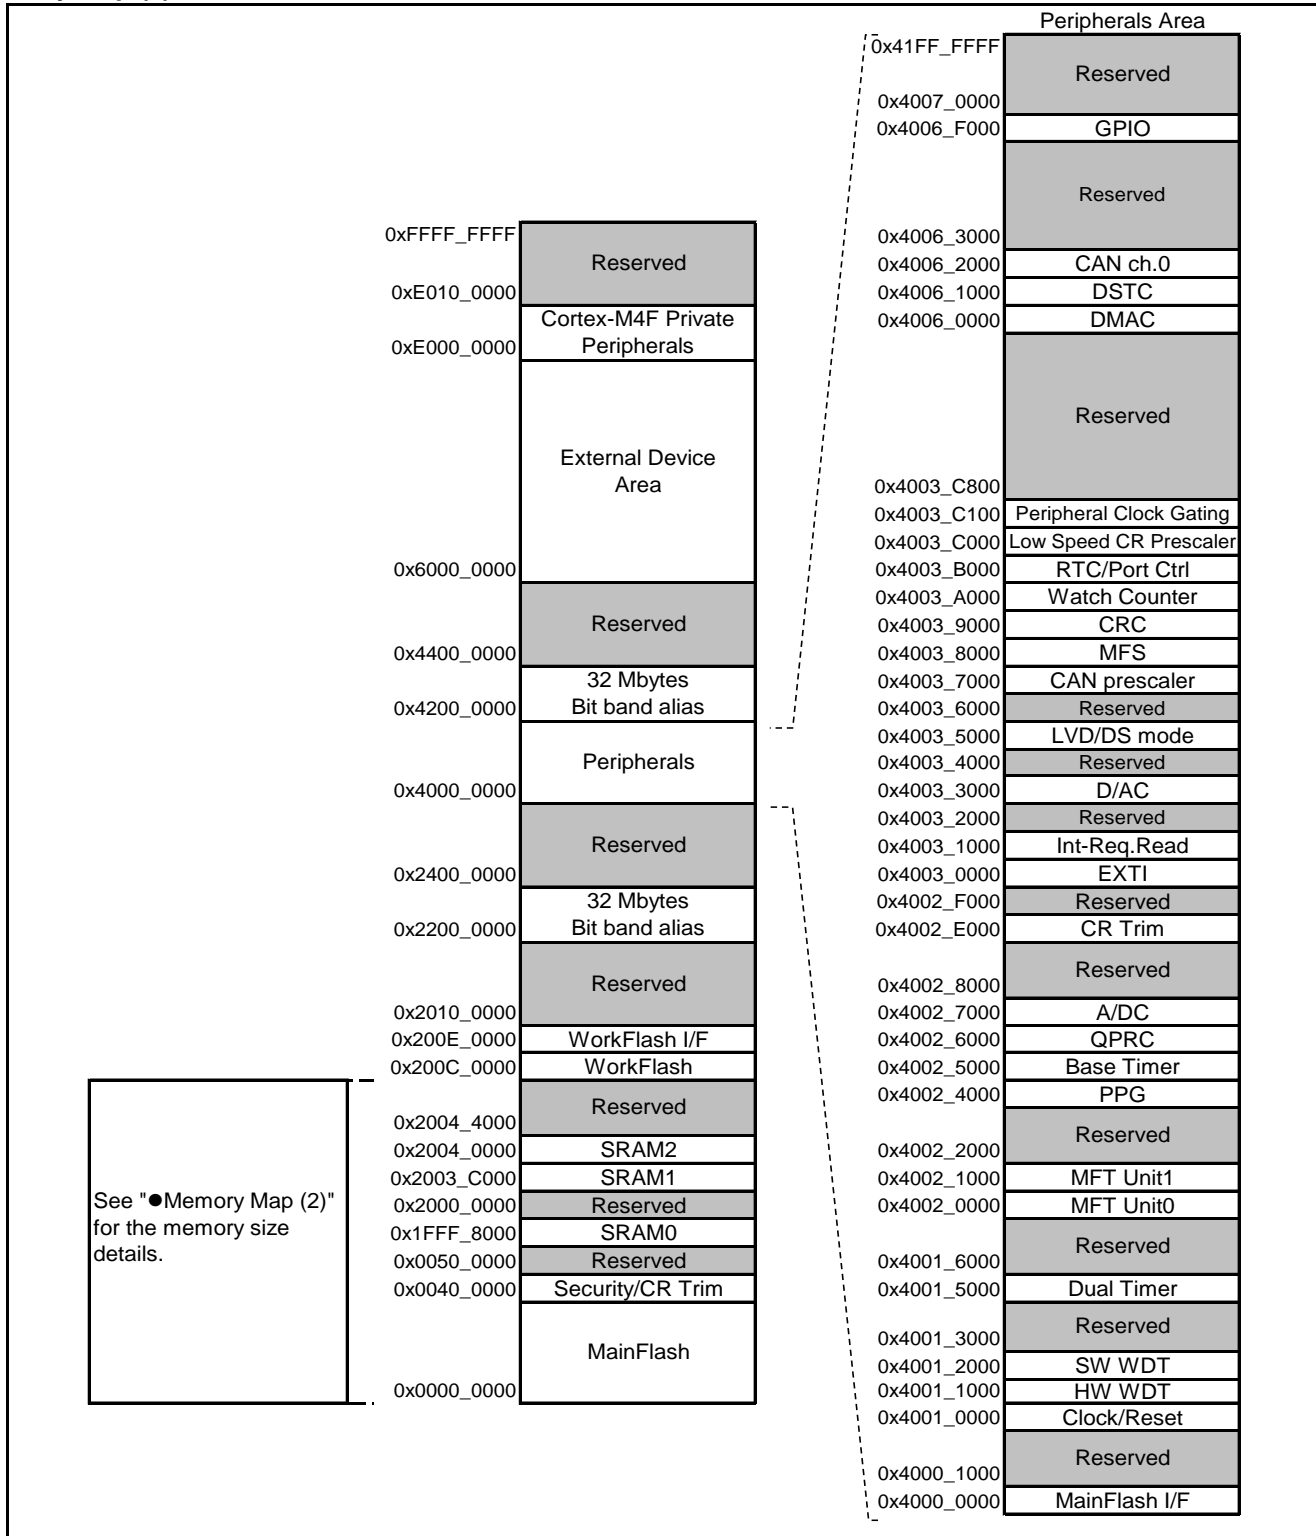 Peripherals Area
0x41FF_FFFF
Reserved
0x4007_0000
0x4006_F000 GPIO
Reserved
0x4006_3000
0x4006_2000 CAN ch.0
0x4006_1000 DSTC
0x4006_0000 DMAC
Reserved
0x4003_C800
0x4003_C100 Peripheral Clock Gating
0x4003_C000 Low Speed CR Prescaler
0x4003_B000 RTC/Port Ctrl
0x4003_A000 Watch Counter
0x4003_9000 CRC
0x4003_8000 MFS
0x4003_7000 CAN prescaler
0x4003_6000 Reserved
0x4003_5000 LVD/DS mode
0x4003_4000 Reserved
0x4003_3000 D/AC
0x4003_2000 Reserved
0x4003_1000 Int-Req.Read
0x4003_0000 EXTI
0x4002_F000 Reserved
0x4002_E000 CR Trim
Reserved
0x4002_8000
0x4002_7000 A/DC
0x4002_6000 QPRC
0x4002_5000 Base Timer
0x4002_4000 PPG
Reserved
0x4002_2000
0x4002_1000 MFT Unit1
0x4002_0000 MFT Unit0
Reserved
0x4001_6000
0x4001_5000 Dual Timer
Reserved
0x4001_3000
0x4001_2000 SW WDT
0x4001_1000 HW WDT
0x4001_0000 Clock/Reset
Reserved
0x4000_1000
0x4000_0000 MainFlash I/F
0xFFFF_FFFF
Reserved
0xE010_0000
Cortex-M4F Private
0xE000_0000 Peripherals
External Device
Area
0x6000_0000
Reserved
0x4400_0000
32 Mbytes
0x4200_0000 Bit band alias
Peripherals
0x4000_0000
Reserved
0x2400_0000
32 Mbytes
0x2200_0000 Bit band alias
Reserved
0x2010_0000
0x200E_0000 WorkFlash I/F
0x200C_0000 WorkFlash
Reserved
0x2004_4000
0x2004_0000 SRAM2
0x2003_C000 SRAM1
0x2000_0000 Reserved
0x1FFF_8000 SRAM0
0x0050_0000 Reserved
0x0040_0000 Security/CR Trim
MainFlash
0x0000_0000
See "●Memory Map (2)"
for the memory size
details.